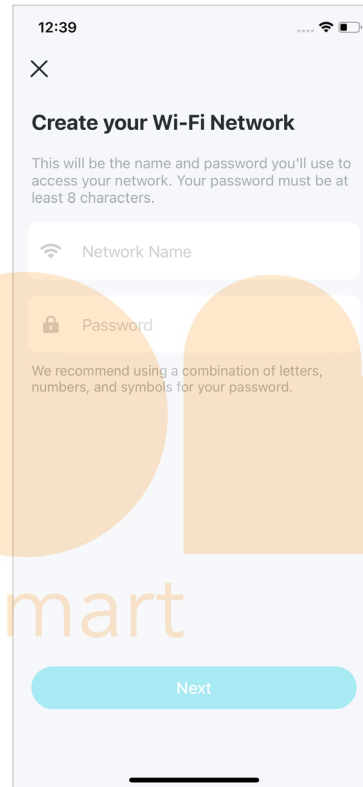 12:39
Create your Wi-Fi Network
This will be the name and password you'll use to
access your network. Your password must be at
least 8 characters.
Network Name
Password
We recommend using a combination of letters,
numbers, and symbols for your password.
mart
Next